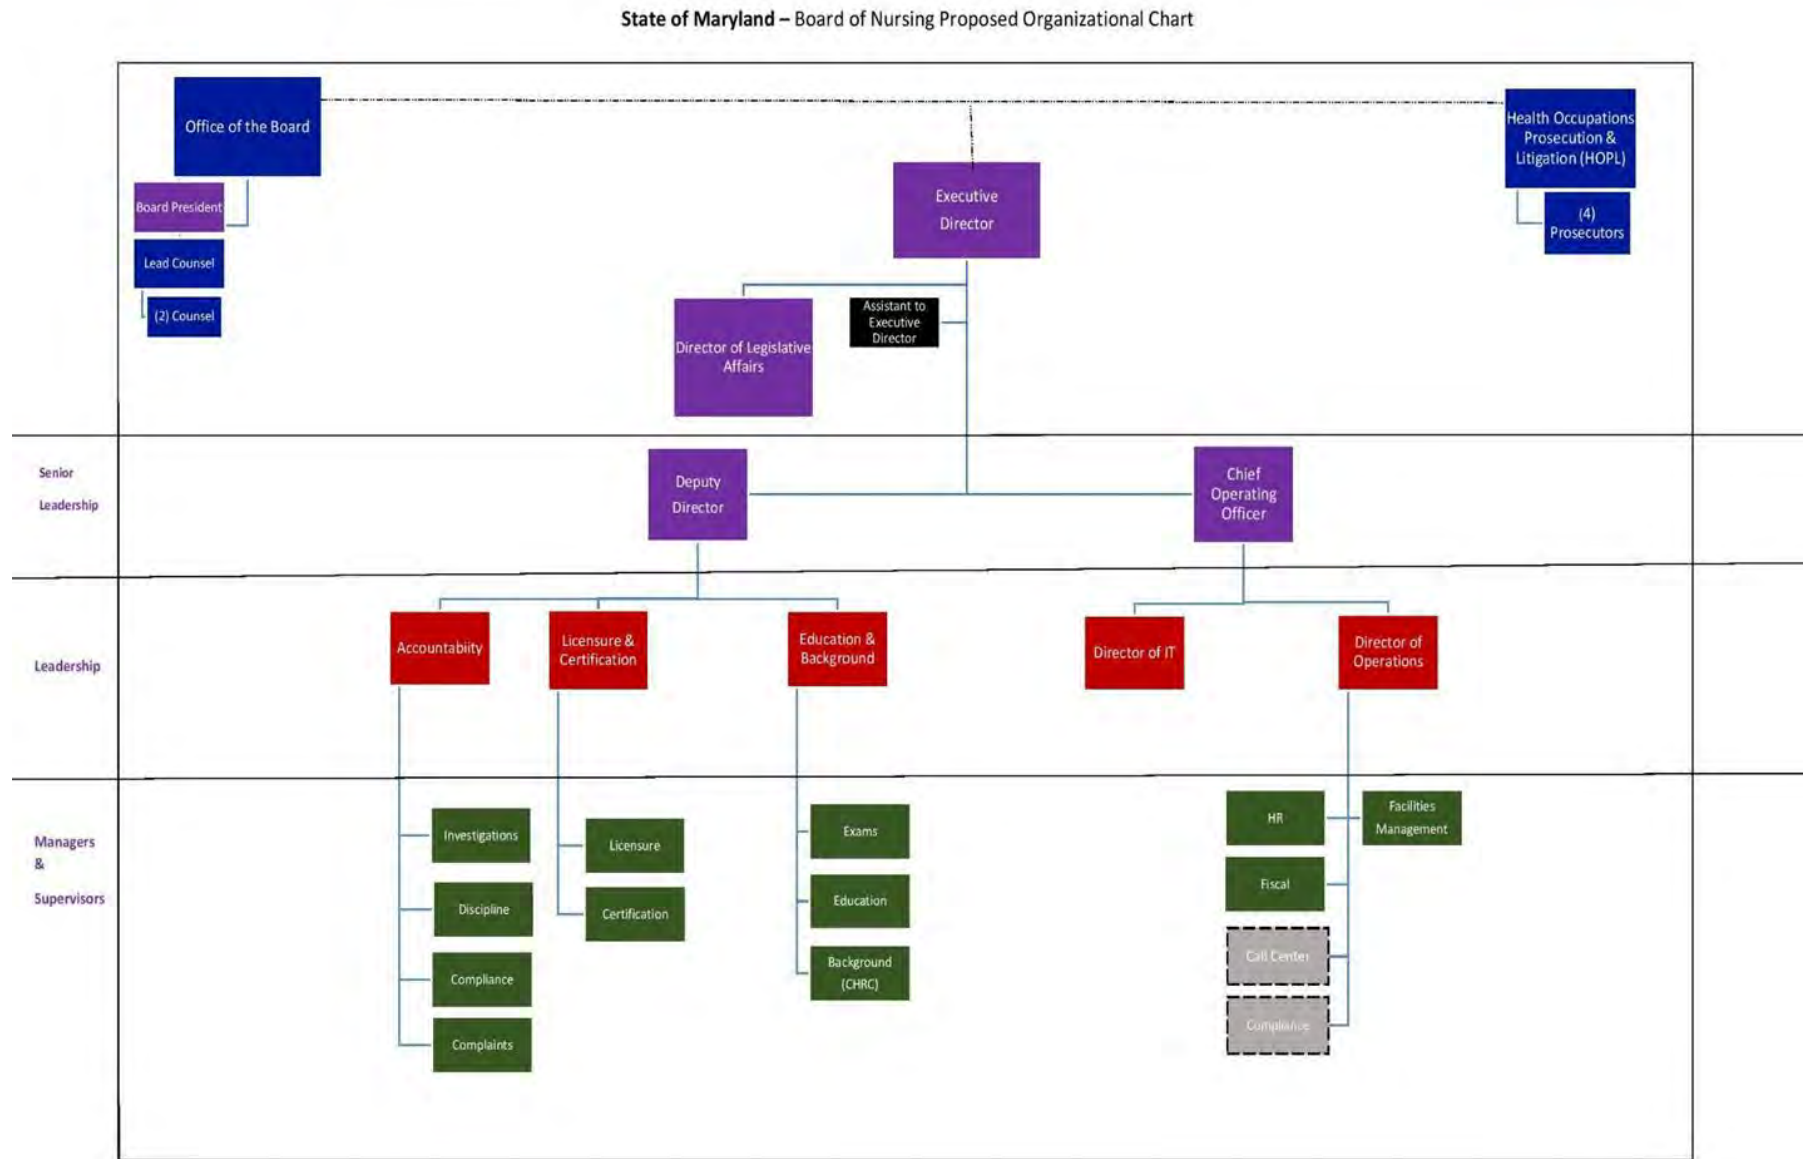 State of Maryland – Board of Nursing Proposed Organizational Chart
Office of the Board
Board President
Lead Counsel
(2) Counsel
Health Occupations
Prosecution &
Litigation (HOPL)
(4)
Prosecutors
Executive
Director
Director of Legislative
Affairs
Assistant to
Executive
Director
Senior
Leadership
Deputy
Director
Chief
Operating
Officer
Leadership
Accountabiity
Licensure &
Certification
Education &
Background
Director of IT
Director of
Operations
Managers
&
Supervisors
Investigations
Discipline
Compliance
Complaints
Licensure
Certification
Exams
Education
Background
(CHRC)
HR
Facilities
Management
Fiscal
Call Center
Compliance